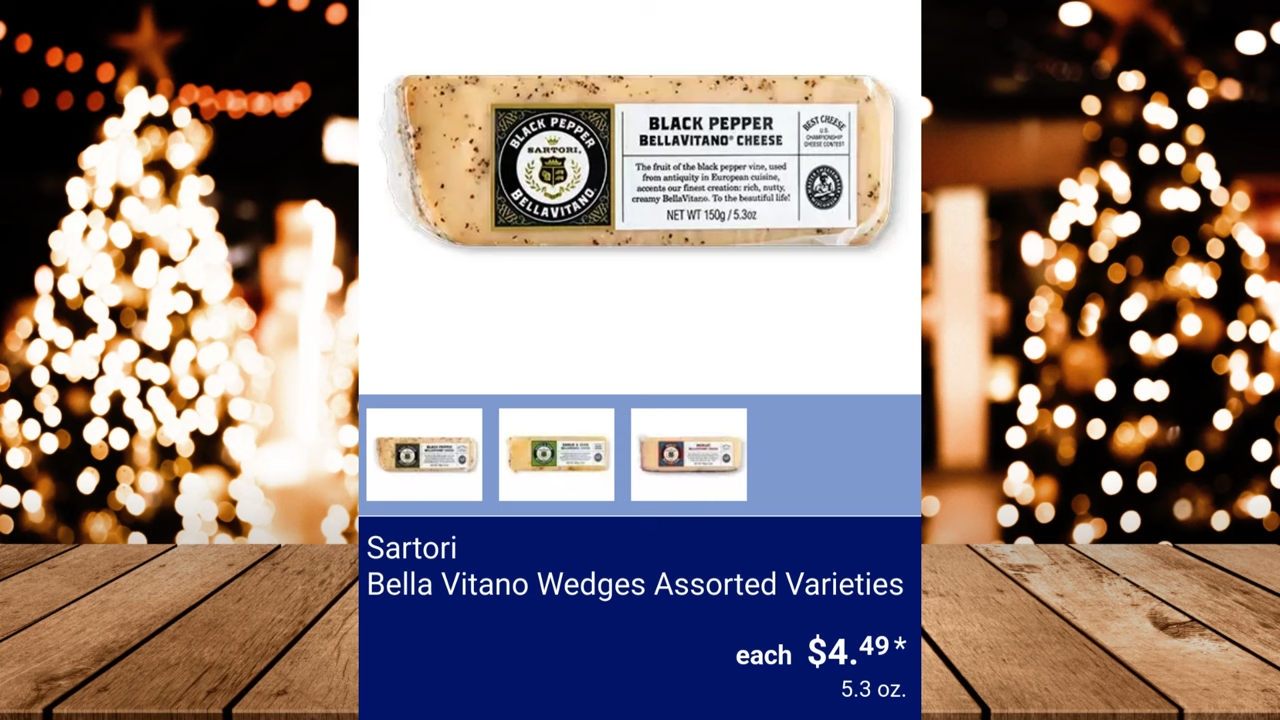 BLACK PEPPER
SARTORI
BELLAVITANO
BLACK PEPPER
BELLAVITANO® CHEESE
The fruit of the black pepper vine, used
from antiquity in European cuisine,
accents our finest creation: rich, nutty,
creamy BellaVitano. To the beautiful life!
NET WT 150g / 5.3oz
BEST CHEESE
U.S.
CHAMPIONSHIP
CHEESE CONTEST
Sartori
Bella Vitano Wedges Assorted Varieties
each $4.49*
5.3 oz.